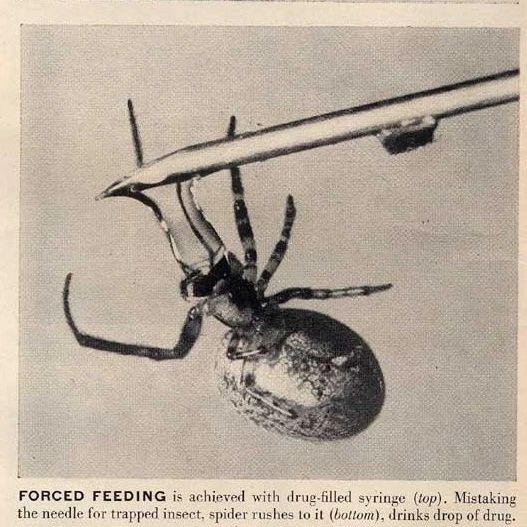 FORCED FEEDING is achieved with drug-filled syringe (top). Mistaking
the needle for trapped insect, spider rushes to it (bottom), drinks drop of drug.